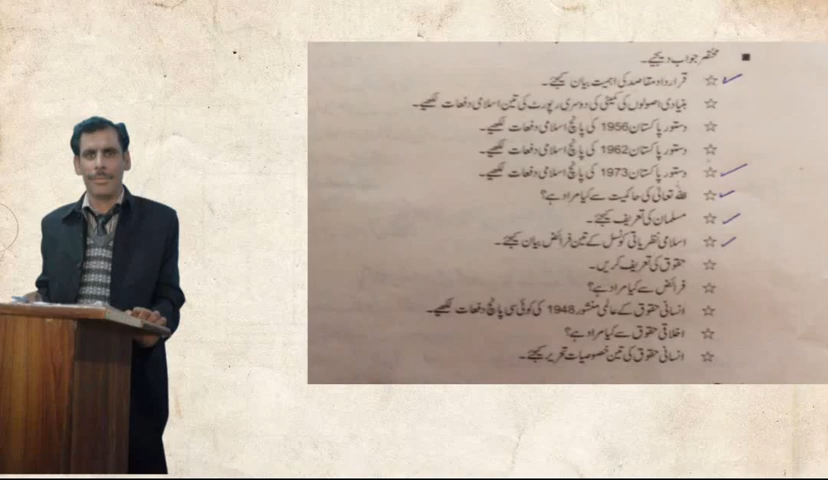 مختصر جواب دیجیے۔
قرارداد مقاصد کی اہمیت بیان کیجئے۔
بنیادی اصولوں کی کمیٹی کی دوسری رپورٹ کی تین اسلامی دفعات لکھیے۔
دستور پاکستان 1956 کی پانچ اسلامی دفعات لکھیے۔
دستور پاکستان 1962 کی پانچ اسلامی دفعات لکھیے۔
دستور پاکستان 1973 کی پانچ اسلامی دفعات لکھیے۔
اللہ تعالیٰ کی حاکمیت سے کیا مراد ہے؟
مسلمان کی تعریف کیجئے۔
اسلامی نظریاتی کونسل کے تین فرائض بیان کیجئے۔
حقوق کی تعریف کریں۔
فرائض سے کیا مراد ہے؟
انسانی حقوق کے عالمی منشور 1948 کی کوئی سی پانچ دفعات لکھیے۔
اخلاقی حقوق سے کیا مراد ہے؟
انسانی حقوق کی تین خصوصیات تحریر کیجئے۔